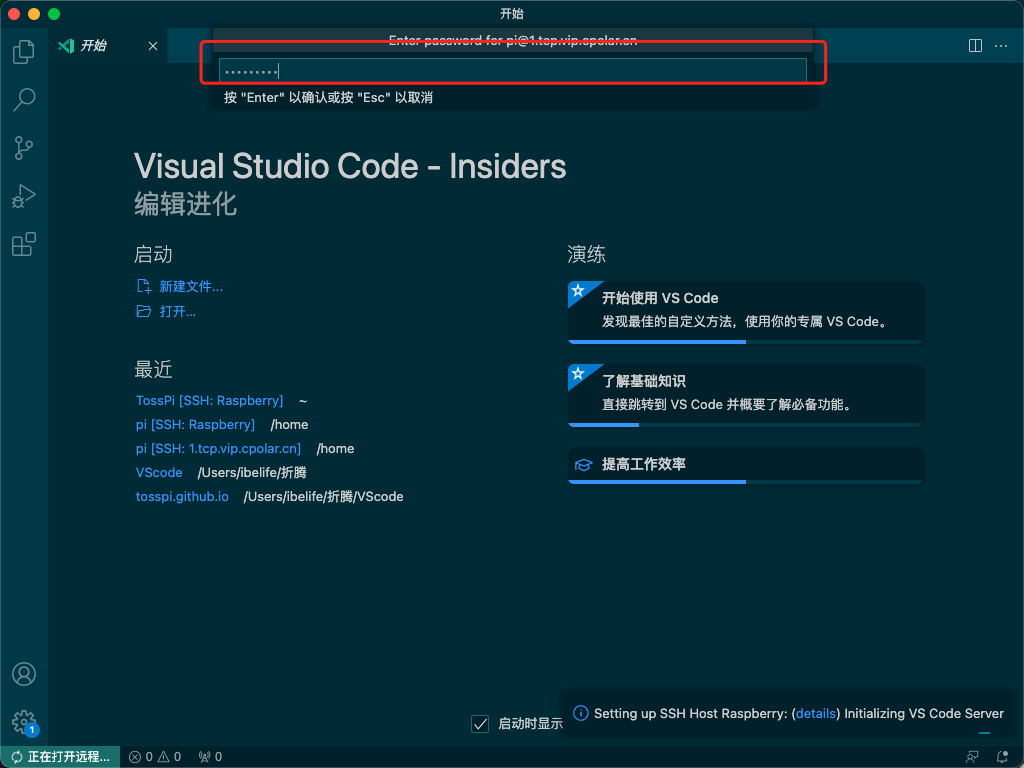 开始
开始
Enter password for pi@1.tcp.vip.cpolar.cn
•••••••••
按 "Enter" 以确认或按 "Esc" 以取消
Visual Studio Code - Insiders
编辑进化
启动
新建文件...
打开...
最近
TossPi [SSH: Raspberry] ~
pi [SSH: Raspberry] /home
pi [SSH: 1.tcp.vip.cpolar.cn] /home
VScode /Users/ibelife/折腾
tosspi.github.io /Users/ibelife/折腾/VScode
演练
开始使用 VS Code
发现最佳的自定义方法，使用你的专属 VS Code。
了解基础知识
直接跳转到 VS Code 并概要了解必备功能。
提高工作效率
启动时显示
Setting up SSH Host Raspberry: (details) Initializing VS Code Server
1
正在打开远程... 0 0 0